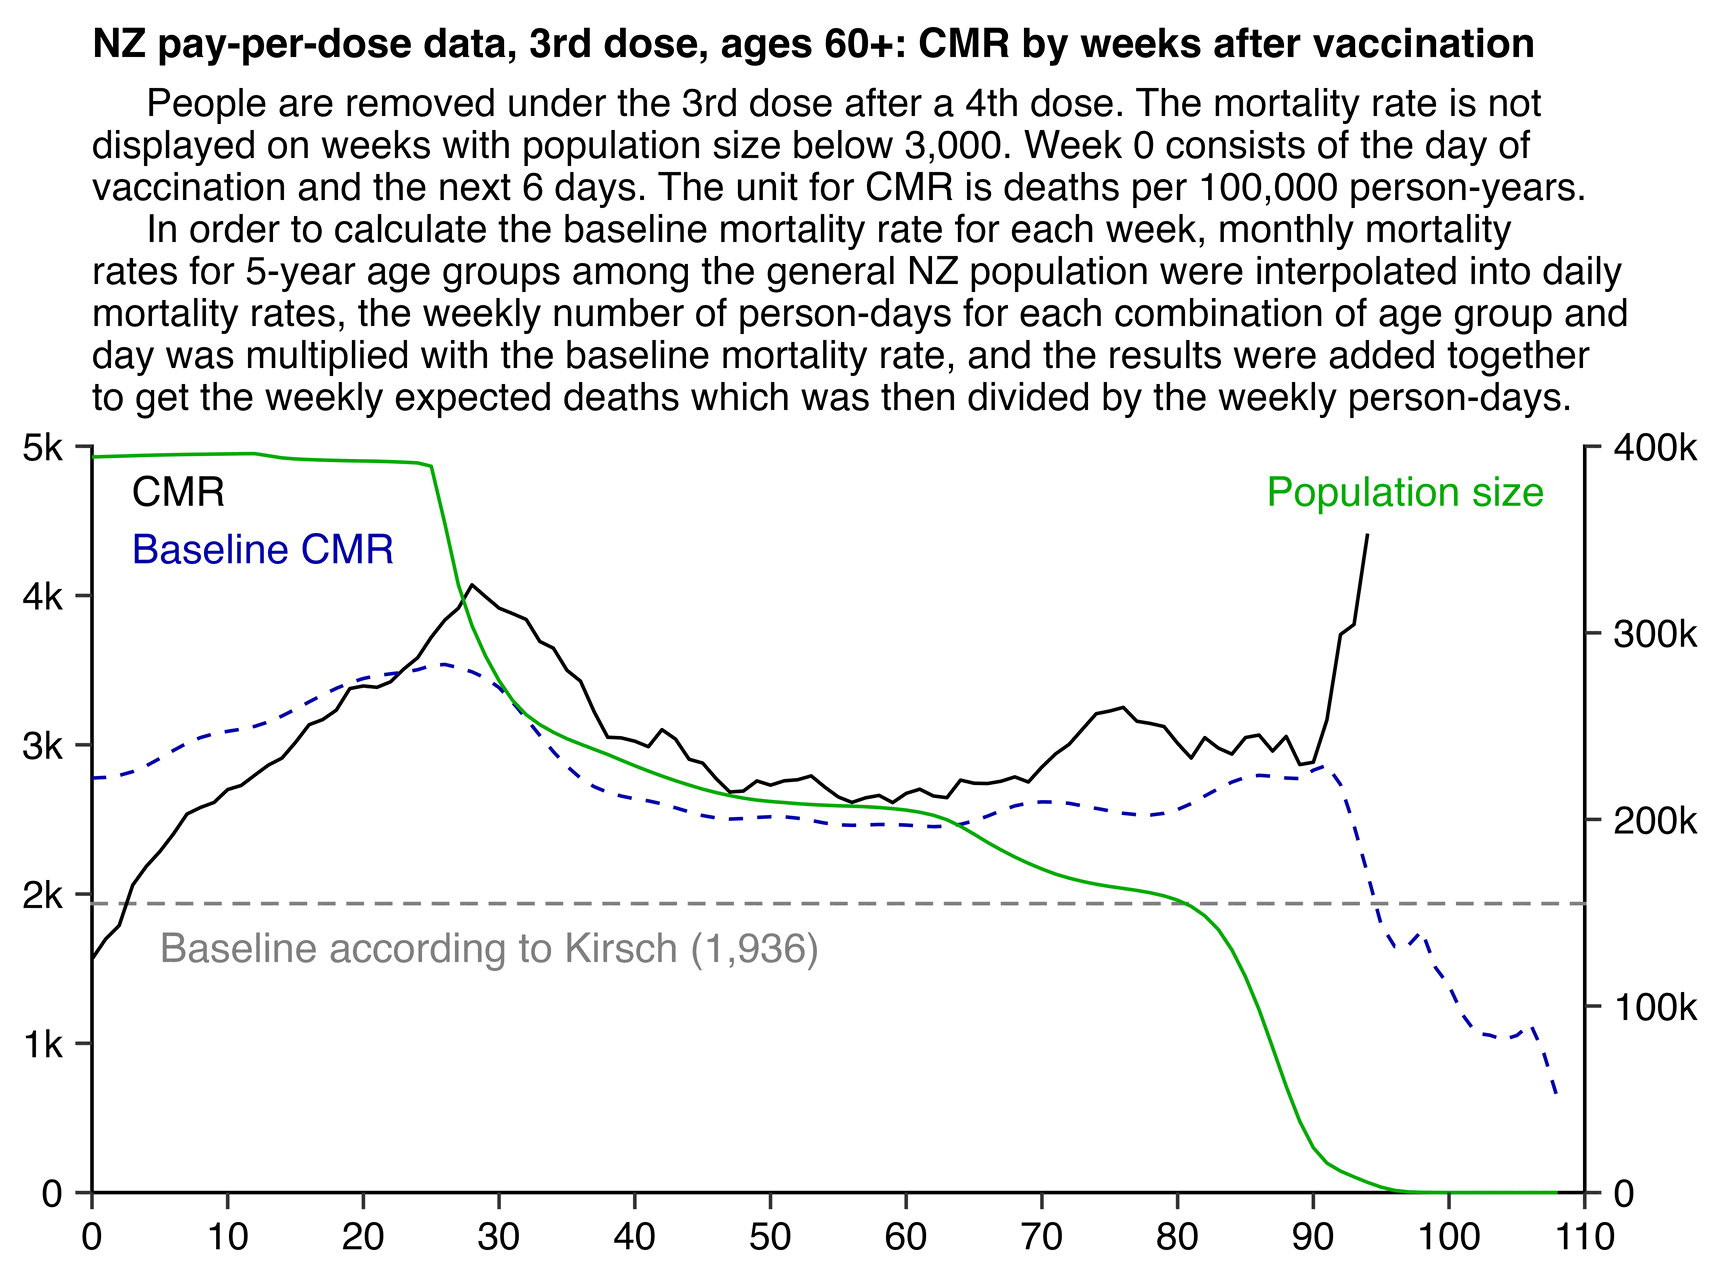 NZ pay-per-dose data, 3rd dose, ages 60+: CMR by weeks after vaccination
People are removed under the 3rd dose after a 4th dose. The mortality rate is not
displayed on weeks with population size below 3,000. Week 0 consists of the day of
vaccination and the next 6 days. The unit for CMR is deaths per 100,000 person-years.
In order to calculate the baseline mortality rate for each week, monthly mortality
rates for 5-year age groups among the general NZ population were interpolated into daily
mortality rates, the weekly number of person-days for each combination of age group and
day was multiplied with the baseline mortality rate, and the results were added together
to get the weekly expected deaths which was then divided by the weekly person-days.
5k
400k
CMR
Population size
Baseline CMR
4k
300k
3k
200k
2k
Baseline according to Kirsch (1,936)
100k
1k
0
0
0 10 20 30 40 50 60 70 80 90 100 110